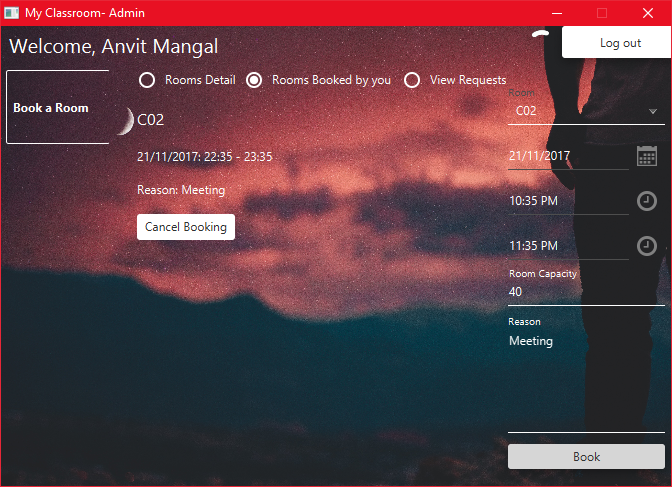 My Classroom- Admin
Welcome, Anvit Mangal
Log out
Book a Room
Rooms Detail
Rooms Booked by you
View Requests
C02
21/11/2017: 22:35 - 23:35
Reason: Meeting
Cancel Booking
Room
C02
21/11/2017
10:35 PM
11:35 PM
Room Capacity
40
Reason
Meeting
Book